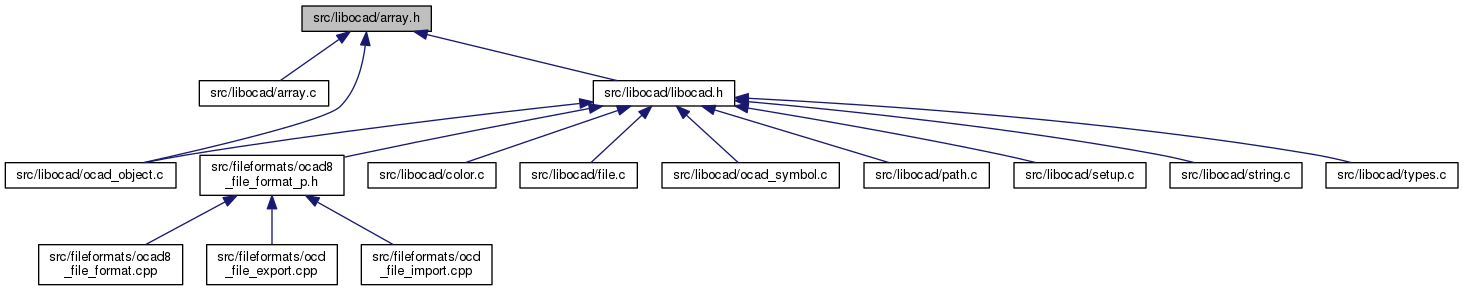 src/libocad/array.h
src/libocad/array.c
src/libocad/libocad.h
src/libocad/ocad_object.c
src/fileformats/ocad8
_file_format_p.h
src/libocad/color.c
src/libocad/file.c
src/libocad/ocad_symbol.c
src/libocad/path.c
src/libocad/setup.c
src/libocad/string.c
src/libocad/types.c
src/fileformats/ocad8
_file_format.cpp
src/fileformats/ocd
_file_export.cpp
src/fileformats/ocd
_file_import.cpp